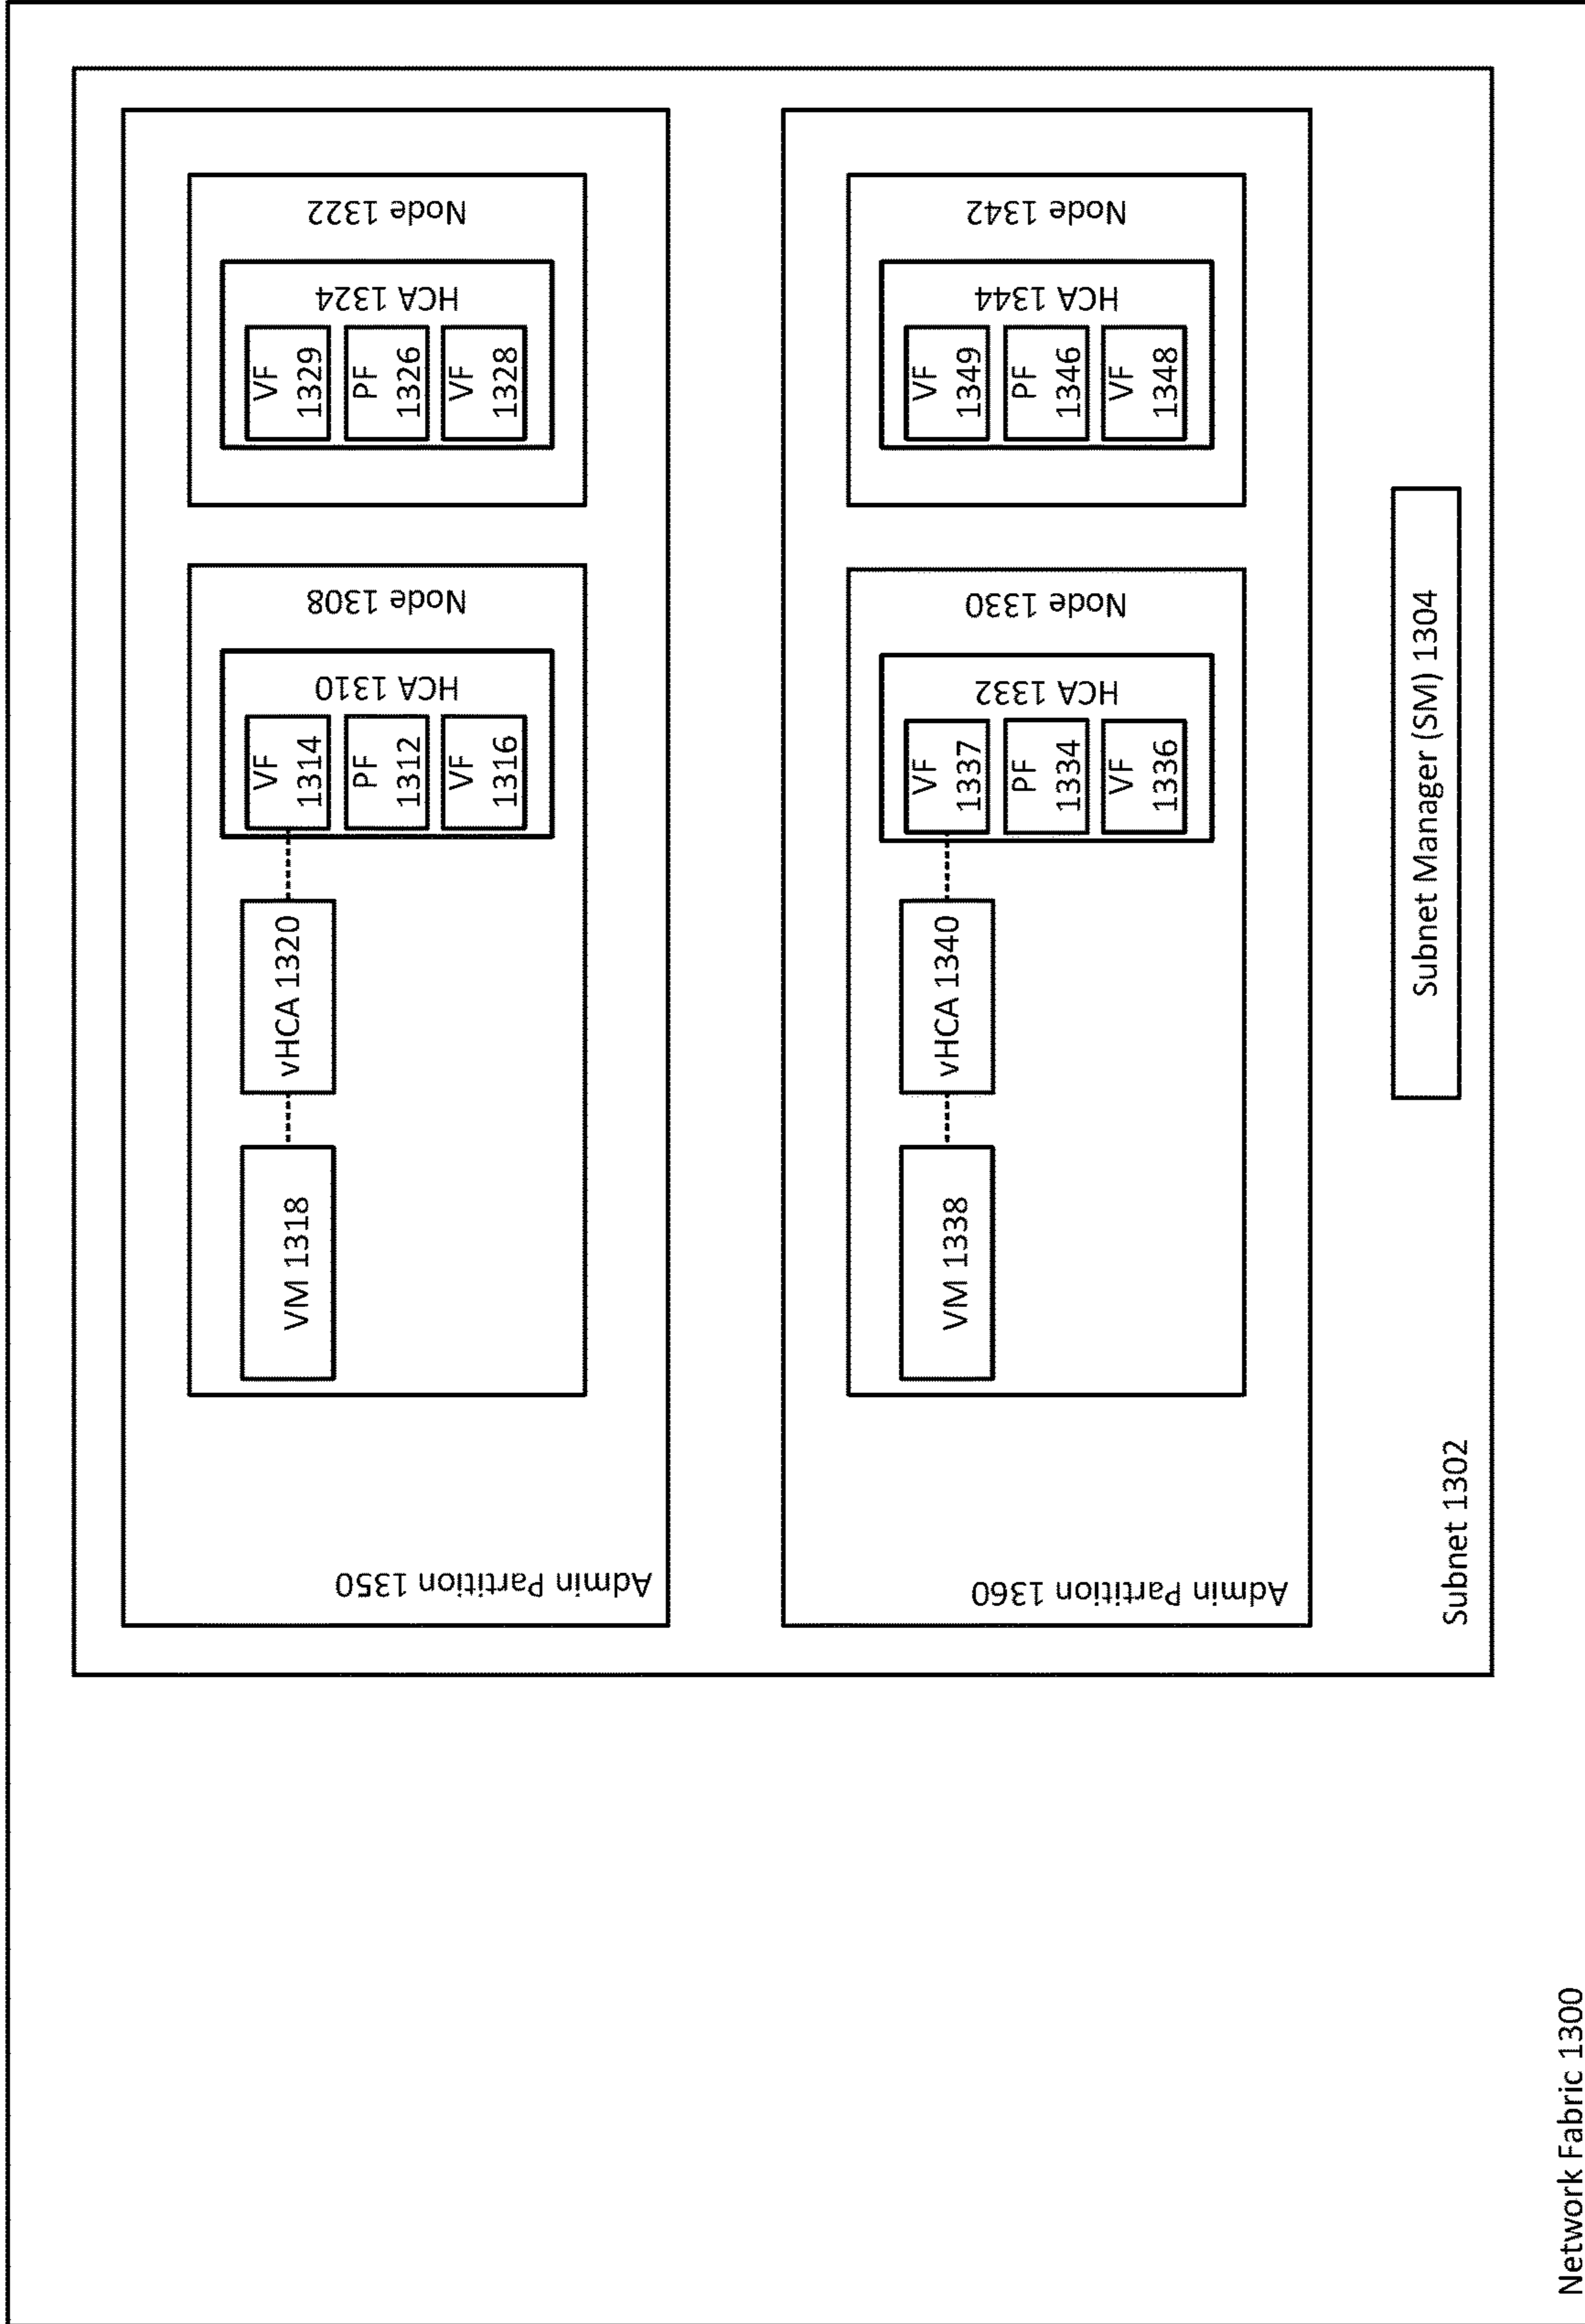 Node 1322
HCA 1324
VF
1329
PF
1326
VF
1328
Node 1308
HCA 1310
VF
1314
PF
1312
VF
1316
vHCA 1320
VM 1318
Admin Partition 1350
Node 1342
HCA 1344
VF
1349
PF
1346
VF
1348
Node 1330
HCA 1332
VF
1337
PF
1334
VF
1336
vHCA 1340
VM 1338
Admin Partition 1360
Subnet Manager (SM) 1304
Subnet 1302
Network Fabric 1300